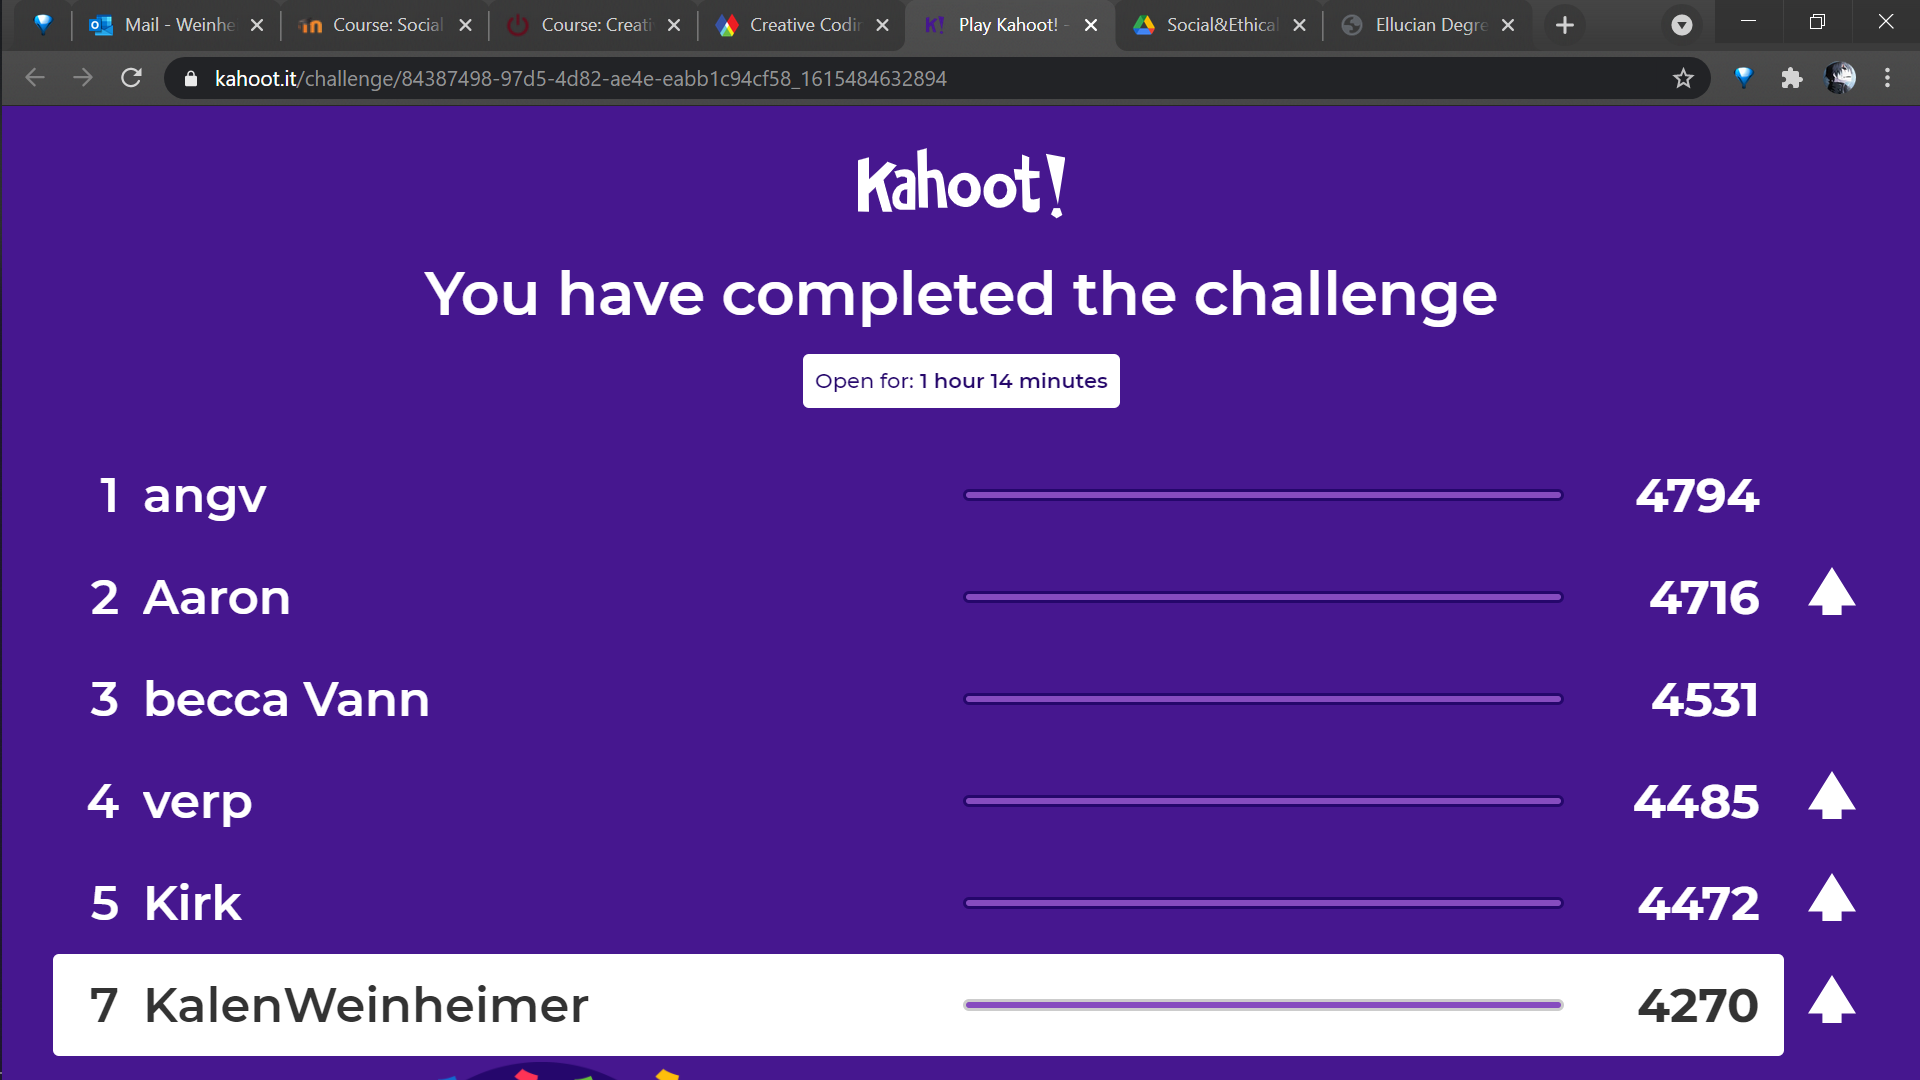 Mail - Weinhe
Course: Social
Course: Creati
Creative Codin
Play Kahoot! -
Social&Ethical
Ellucian Degre
kahoot.it/challenge/84387498-97d5-4d82-ae4e-eabb1c94cf58_1615484632894
Kahoot!
You have completed the challenge
Open for: 1 hour 14 minutes
1 angv 4794
2 Aaron 4716
3 becca Vann 4531
4 verp 4485
5 Kirk 4472
7 KalenWeinheimer 4270